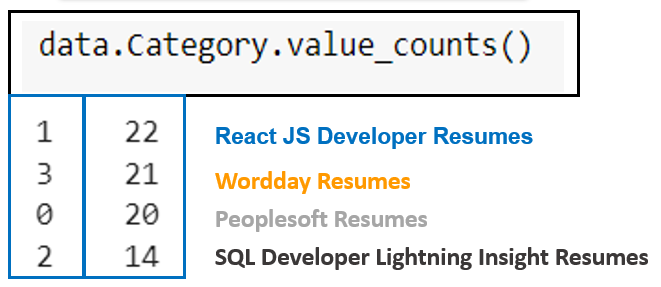 data.Category.value_counts()
1 22 React JS Developer Resumes
3 21 Wordday Resumes
0 20 Peoplesoft Resumes
2 14 SQL Developer Lightning Insight Resumes